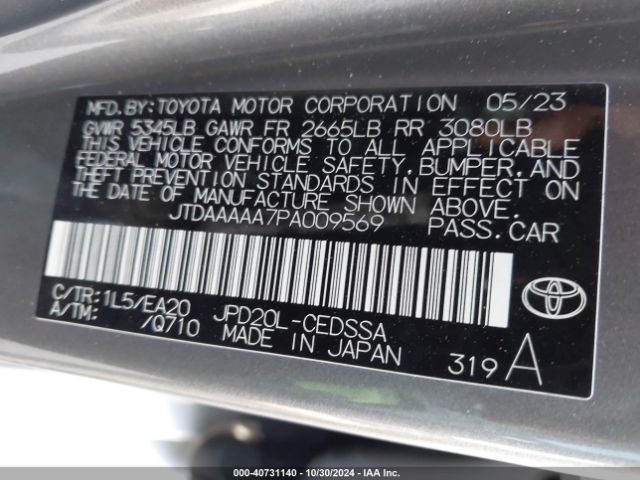 MFD.BY:TOYOTA MOTOR CORPORATION 05/23
GVWR 5345LB GAWR FR 2665LB RR 3080LB
THIS VEHICLE CONFORMS TO ALL APPLICABLE
FEDERAL MOTOR VEHICLE SAFETY,BUMPER,AND
THEFT PREVENTION STANDARDS IN EFFECT ON
THE DATE OF MANUFACTURE SHOWN ABOVE.
JTDAAAAA7PA009569 PASS.CAR
C/TR:1L5/EA20 JPD20L-CEDSSA
A/TM: /Q710 MADE IN JAPAN
319 A
000-40731140 - 10/30/2024 - IAAI.CA